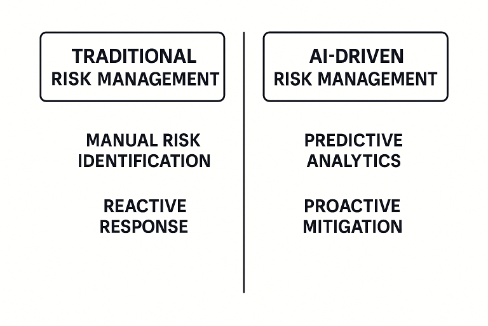 TRADITIONAL
RISK MANAGEMENT
MANUAL RISK
IDENTIFICATION
REACTIVE
RESPONSE
AI-DRIVEN
RISK MANAGEMENT
PREDICTIVE
ANALYTICS
PROACTIVE
MITIGATION